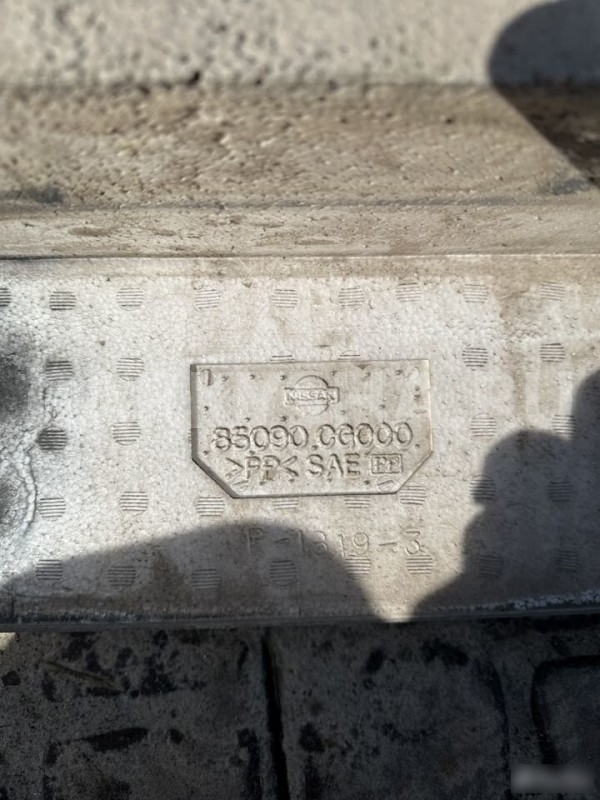 NISSAN
85090 CG000
>PP< SAE PP
P-1319-3